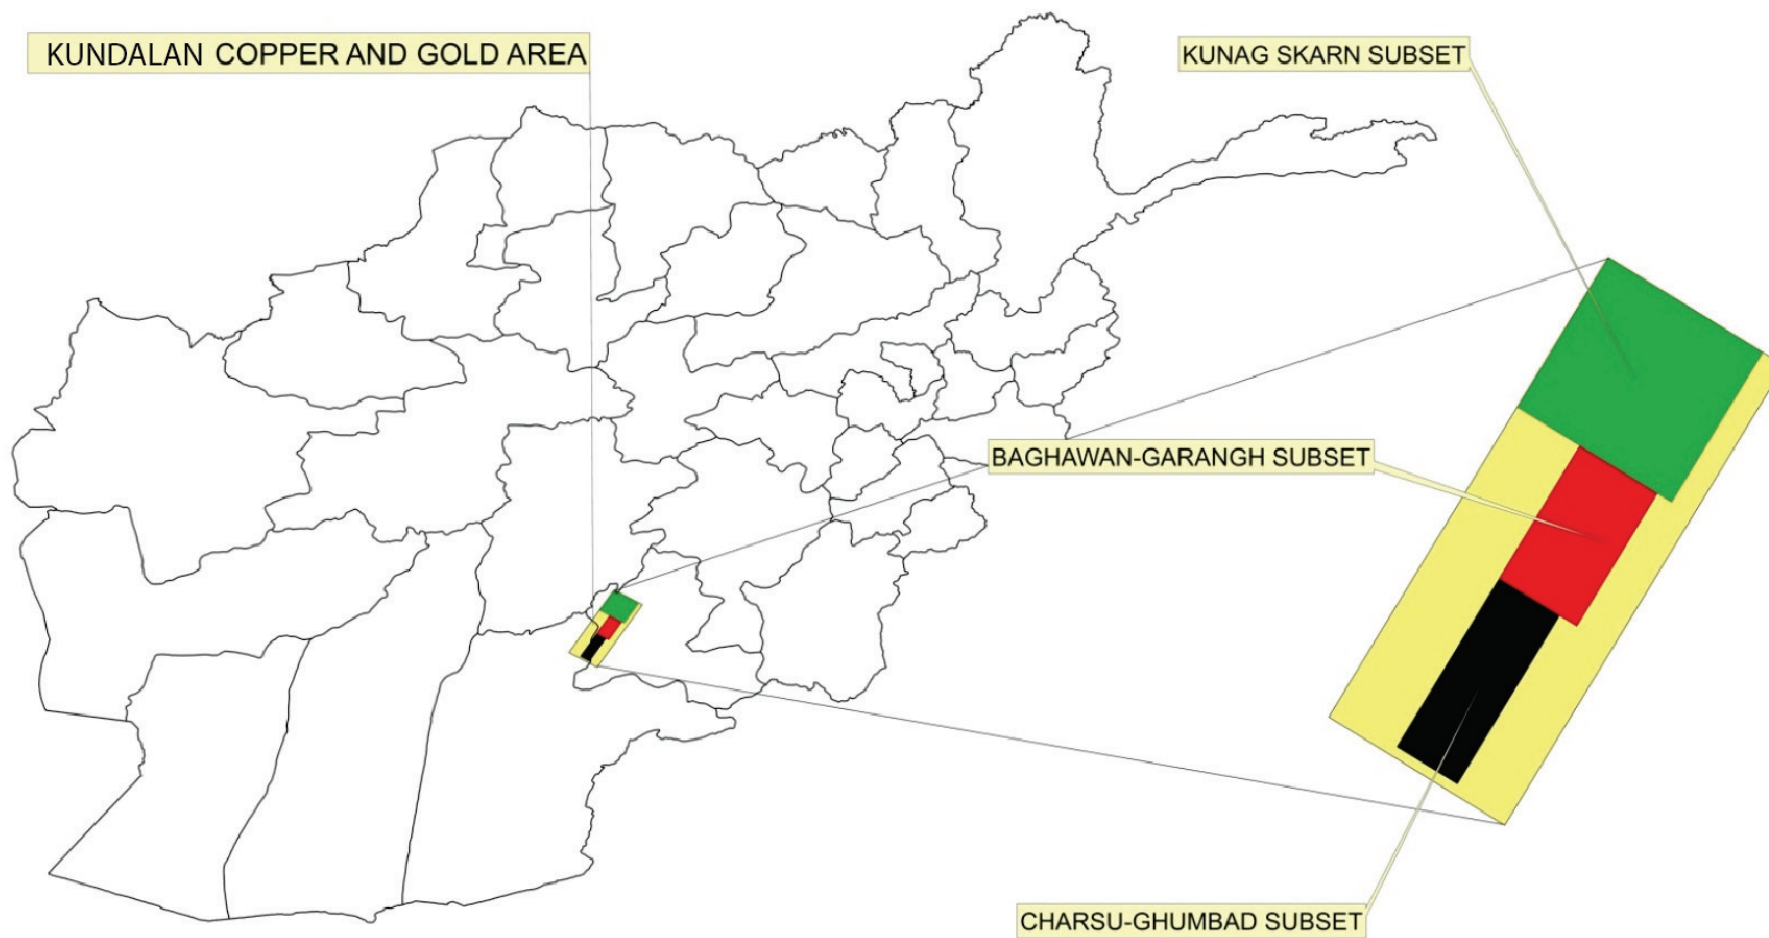 KUNDALAN COPPER AND GOLD AREA
KUNAG SKARN SUBSET
BAGHAWAN-GARANGH SUBSET
CHARSU-GHUMBAD SUBSET